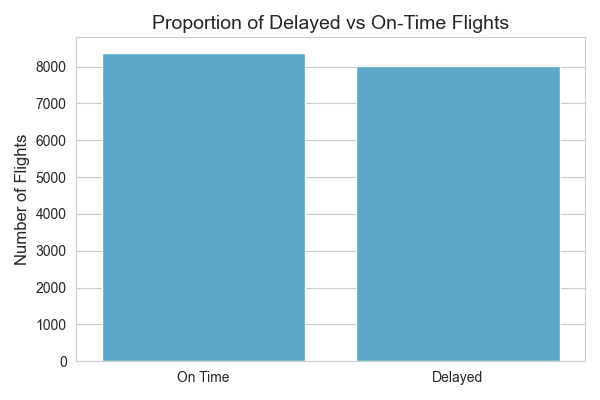 Proportion of Delayed vs On-Time Flights
Number of Flights
8000
7000
6000
5000
4000
3000
2000
1000
0
On Time
Delayed